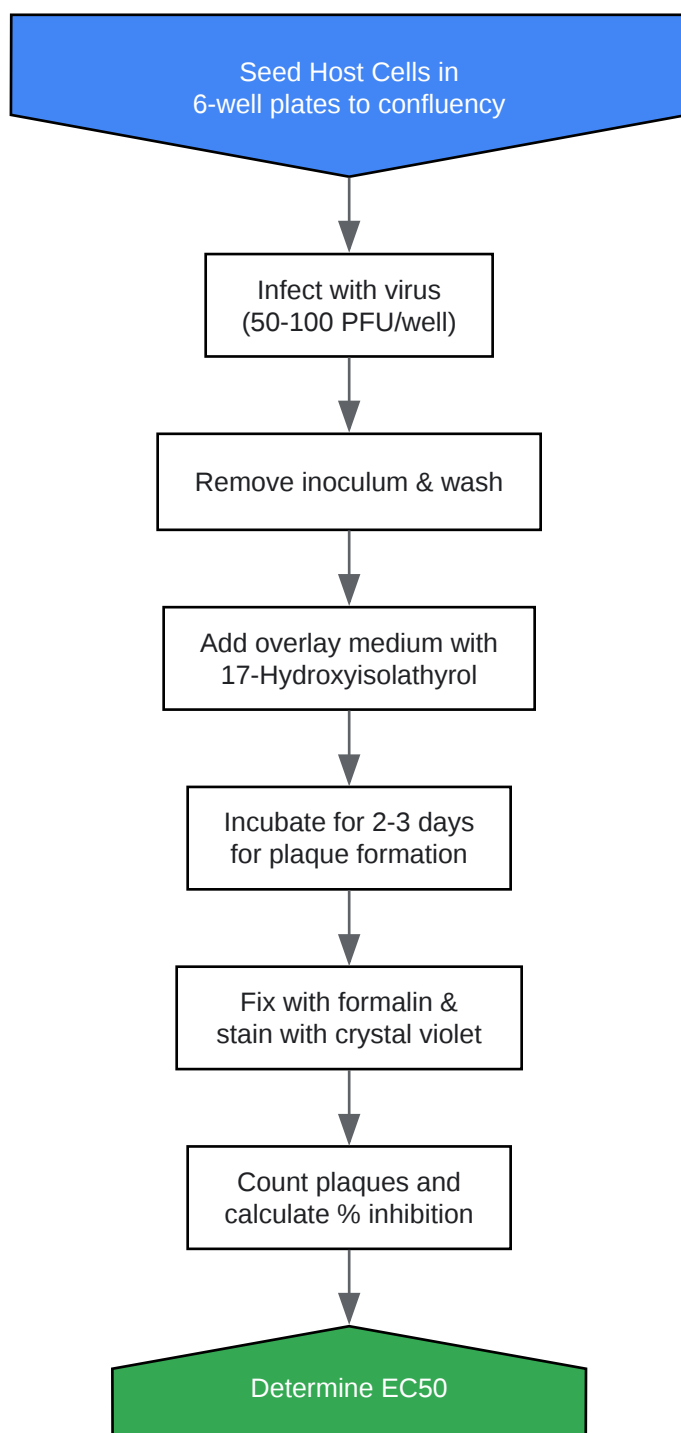 Seed Host Cells in
6-well plates to confluency
Infect with virus
(50-100 PFU/well)
Remove inoculum & wash
Add overlay medium with
17-Hydroxyisolathyrol
Incubate for 2-3 days
for plaque formation
Fix with formalin &
stain with crystal violet
Count plaques and
calculate % inhibition
Determine EC50